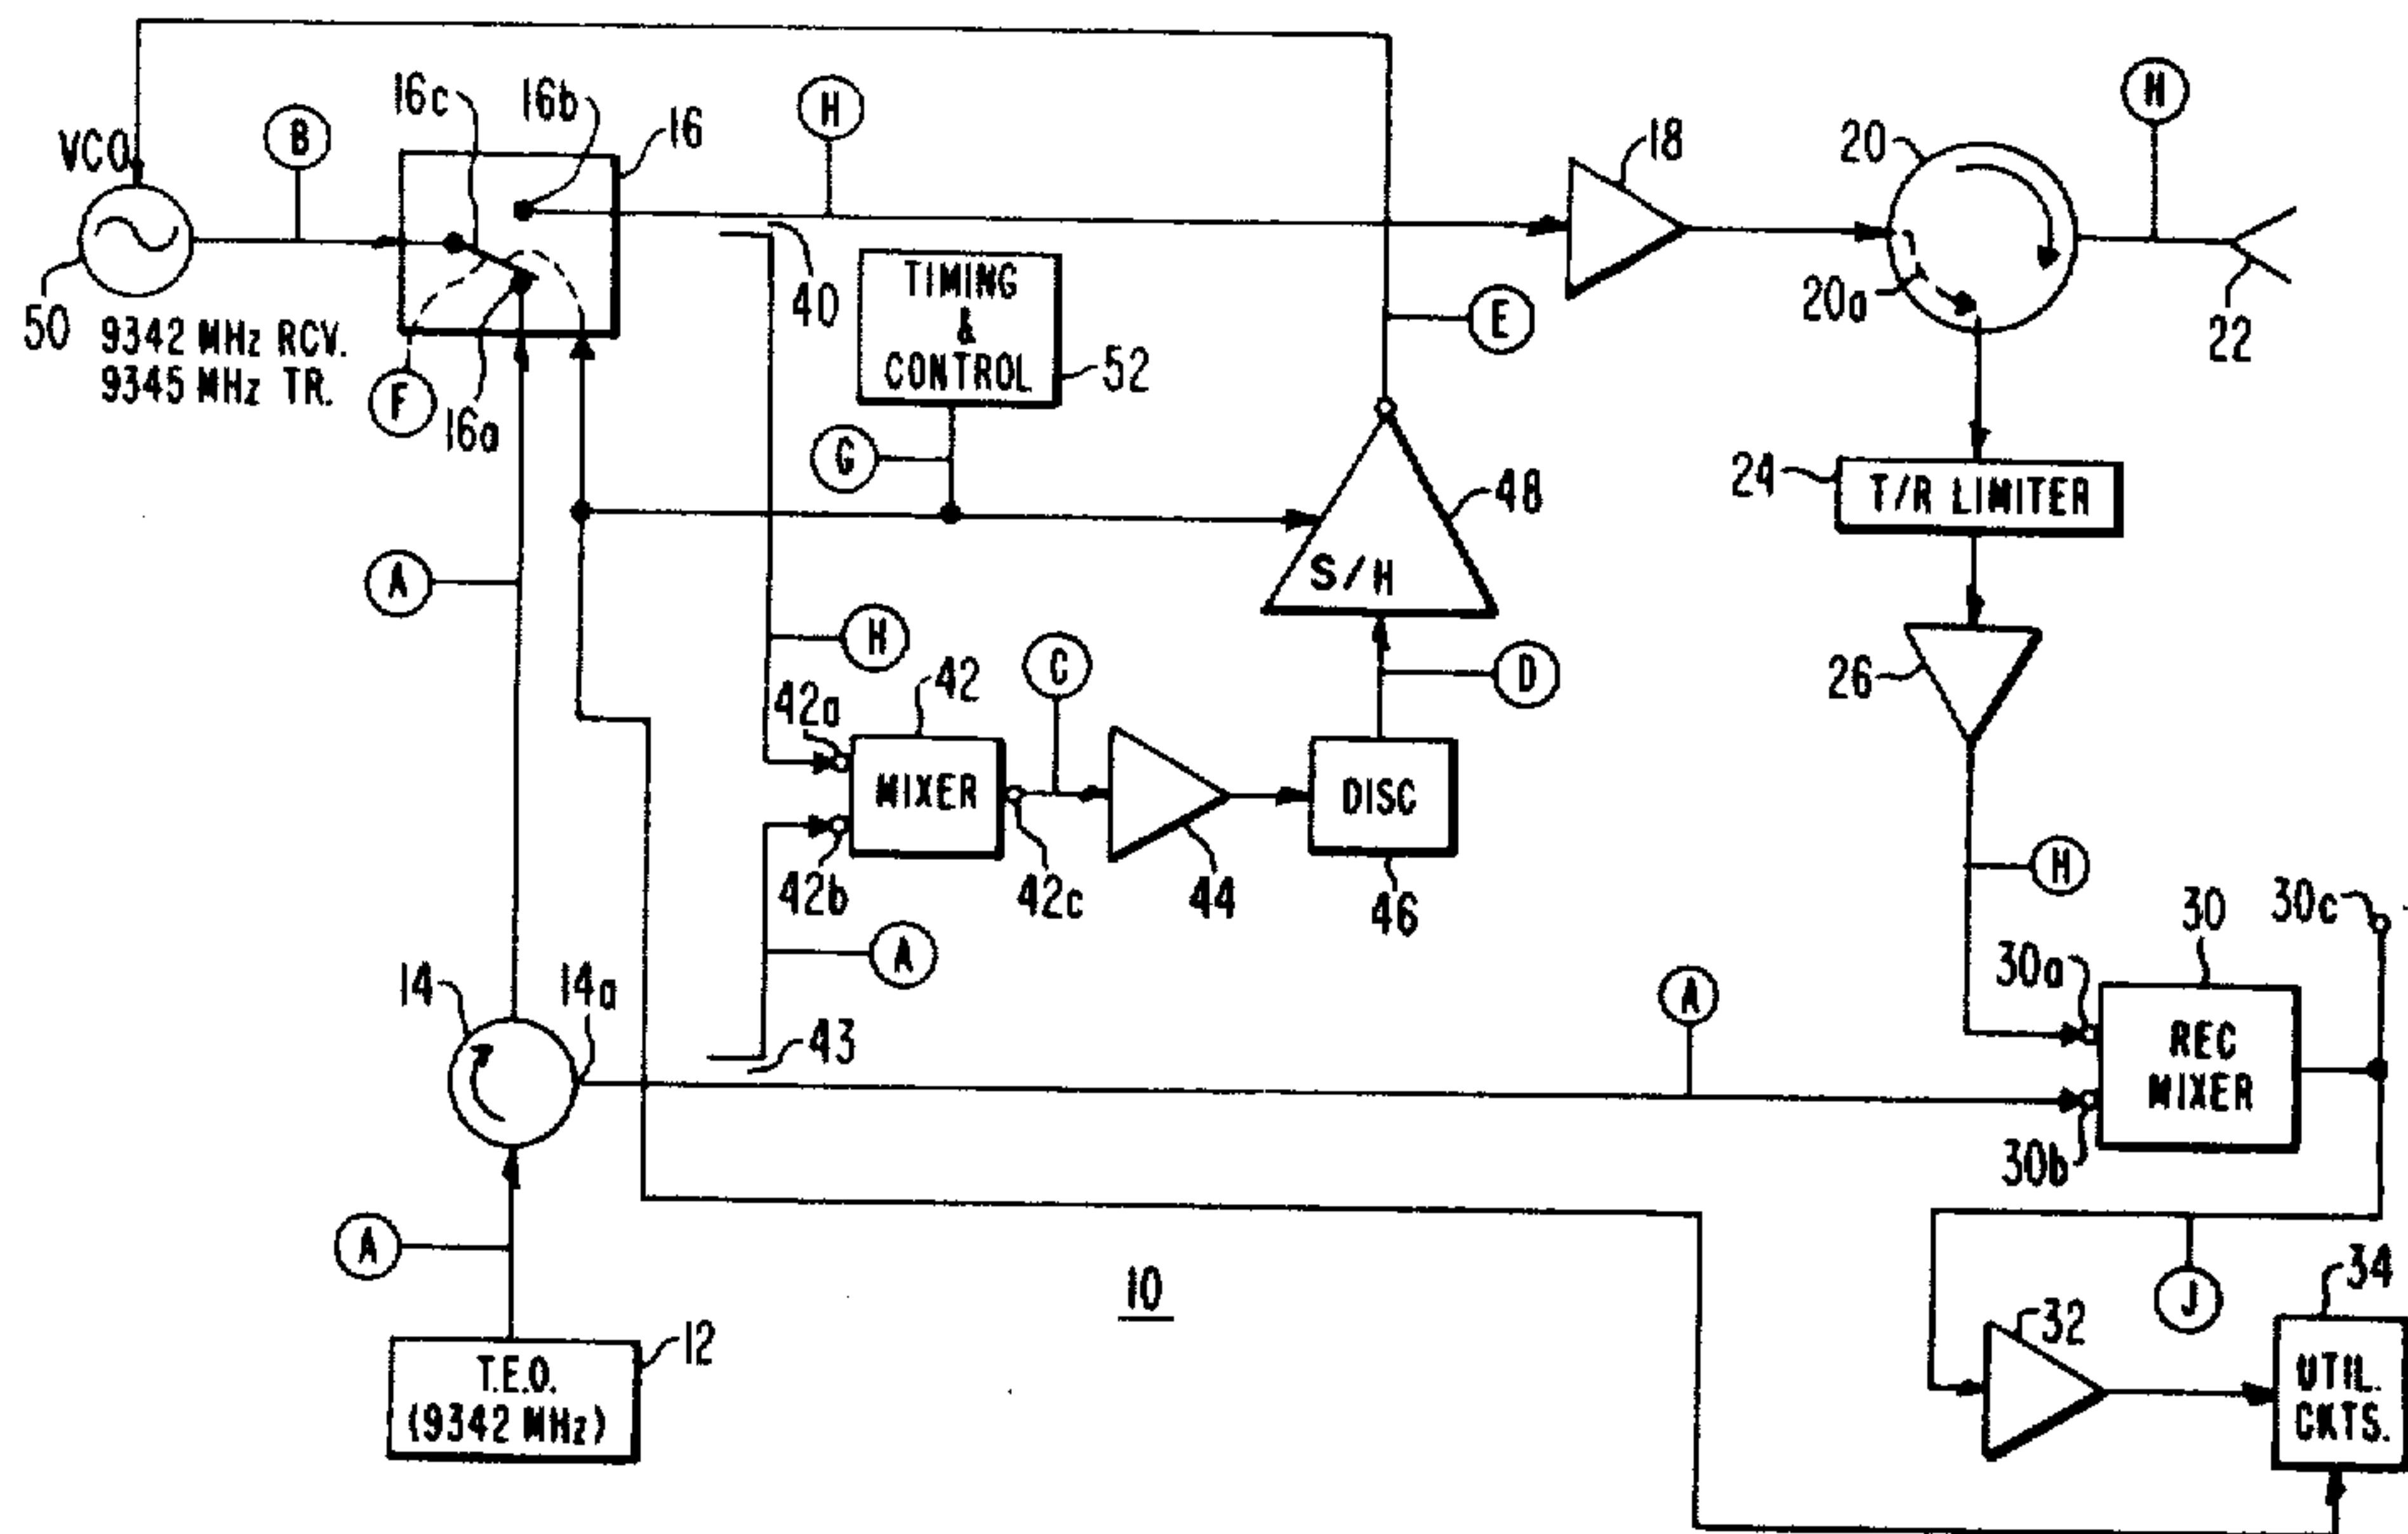 16c
16b
16
H
H
VCO
B
18
20
50
9342 MHz RCV.
9345 MHz TR.
F
16a
40
TIMING
&
CONTROL
52
E
20a
22
G
24
T/R LIMITER
48
S/H
A
H
42a
42
C
D
26
MIXER
DISC
42b
42c
44
46
H
30c
30
A
14
14a
43
A
30a
REC
MIXER
30b
A
10
J
34
32
T.E.O.
(9342 MHz)
12
UTIL.
CKTS.